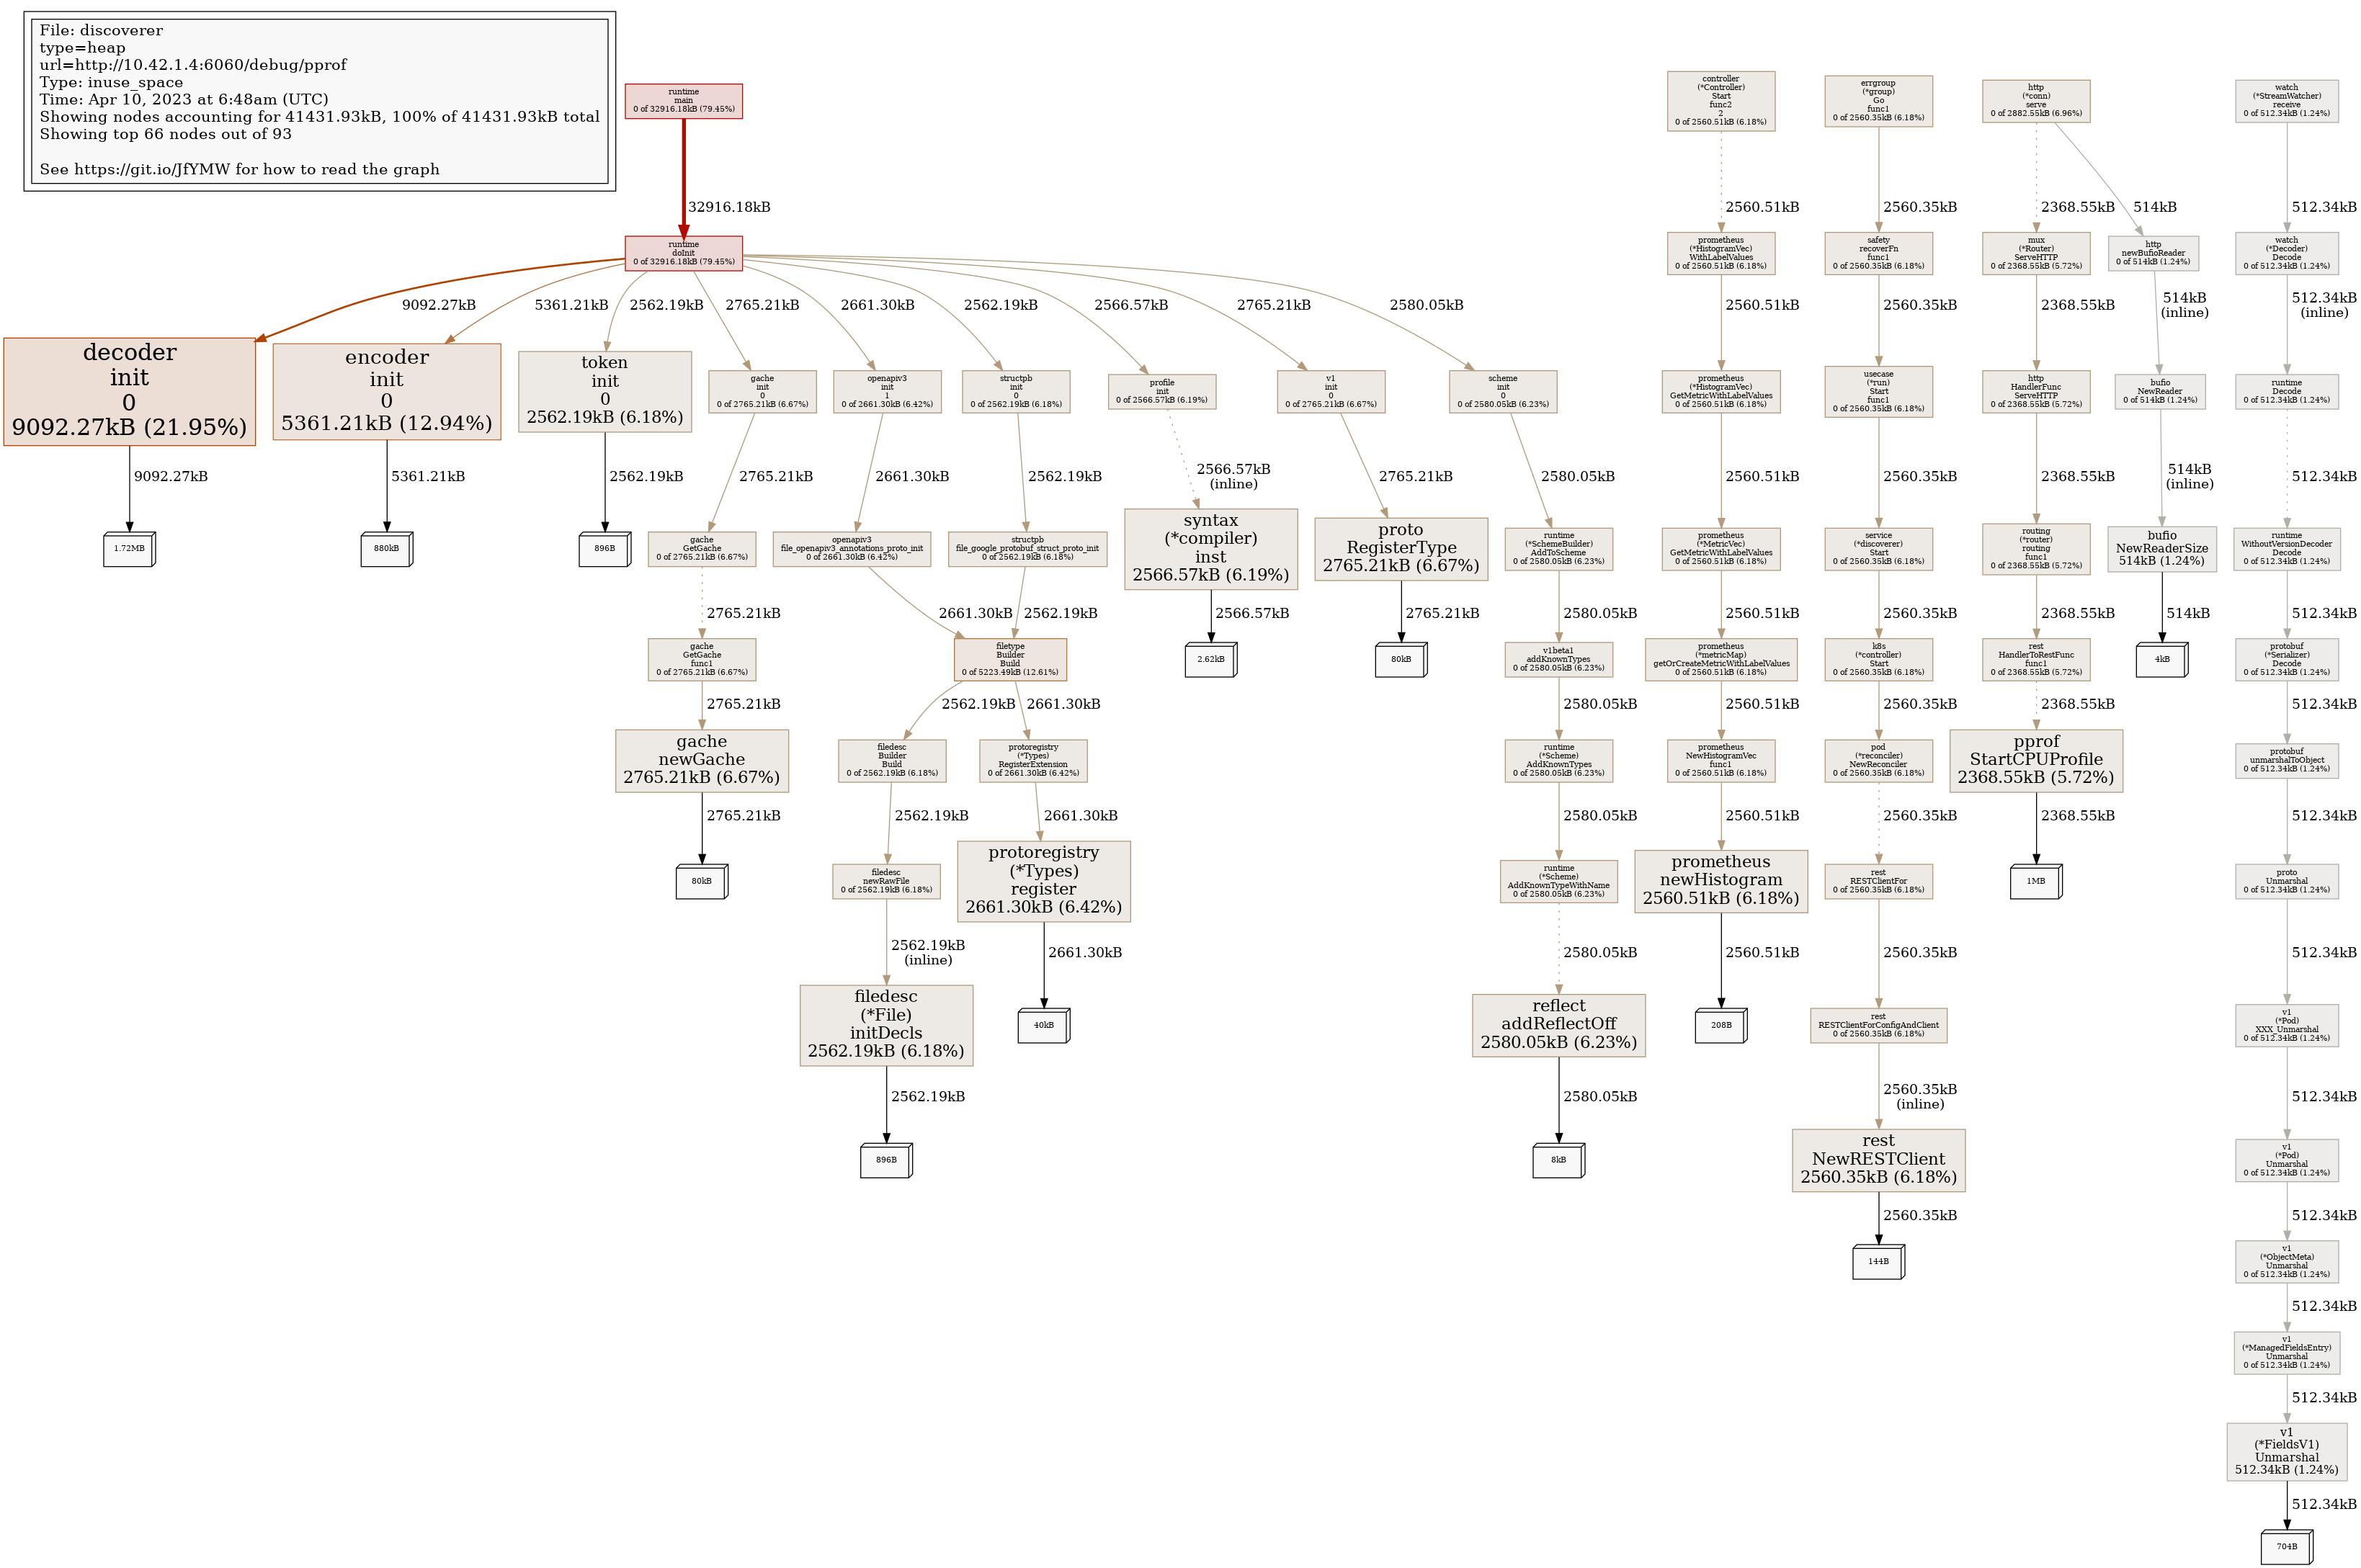 File: discoverer
type=heap
url=http://10.42.1.4:6060/debug/pprof
Type: inuse_space
Time: Apr 10, 2023 at 6:48am (UTC)
Showing nodes accounting for 41431.93kB, 100% of 41431.93kB total
Showing top 66 nodes out of 93
See https://git.io/JfYMW for how to read the graph
runtime
main
0 of 32916.18kB (79.45%)
controller
(*Controller)
Start
func2
2
0 of 2560.51kB (6.18%)
errgroup
(*group)
Go
func1
0 of 2560.35kB (6.18%)
http
(*conn)
serve
0 of 2882.55kB (6.96%)
watch
(*StreamWatcher)
receive
0 of 512.34kB (1.24%)
32916.18kB
2560.51kB
2560.35kB
2368.55kB
514kB
512.34kB
runtime
doInit
0 of 32916.18kB (79.45%)
prometheus
(*HistogramVec)
WithLabelValues
0 of 2560.51kB (6.18%)
safety
recoverFn
func1
0 of 2560.35kB (6.18%)
mux
(*Router)
ServeHTTP
0 of 2368.55kB (5.72%)
http
newBufioReader
0 of 514kB (1.24%)
watch
(*Decoder)
Decode
0 of 512.34kB (1.24%)
9092.27kB
5361.21kB
2562.19kB
2765.21kB
2661.30kB
2562.19kB
2566.57kB
2765.21kB
2580.05kB
2560.51kB
2560.35kB
2368.55kB
514kB
(inline)
512.34kB
(inline)
decoder
init
0
9092.27kB (21.95%)
encoder
init
0
5361.21kB (12.94%)
token
init
0
2562.19kB (6.18%)
gache
init
0
0 of 2765.21kB (6.67%)
openapiv3
init
1
0 of 2661.30kB (6.42%)
structpb
init
0
0 of 2562.19kB (6.18%)
profile
init
0 of 2566.57kB (6.19%)
v1
init
0
0 of 2765.21kB (6.67%)
scheme
init
0
0 of 2580.05kB (6.23%)
prometheus
(*HistogramVec)
GetMetricWithLabelValues
0 of 2560.51kB (6.18%)
usecase
(*run)
Start
func1
0 of 2560.35kB (6.18%)
http
HandlerFunc
ServeHTTP
0 of 2368.55kB (5.72%)
bufio
NewReader
0 of 514kB (1.24%)
runtime
Decode
0 of 512.34kB (1.24%)
9092.27kB
5361.21kB
2562.19kB
2765.21kB
2661.30kB
2562.19kB
2566.57kB
(inline)
2765.21kB
2580.05kB
2560.51kB
2560.35kB
2368.55kB
514kB
(inline)
512.34kB
1.72MB
880kB
896B
gache
GetGache
0 of 2765.21kB (6.67%)
openapiv3
file_openapiv3_annotations_proto_init
0 of 2661.30kB (6.42%)
structpb
file_google_protobuf_struct_proto_init
0 of 2562.19kB (6.18%)
syntax
(*compiler)
inst
2566.57kB (6.19%)
proto
RegisterType
2765.21kB (6.67%)
runtime
(*SchemeBuilder)
AddToScheme
0 of 2580.05kB (6.23%)
prometheus
(*MetricVec)
GetMetricWithLabelValues
0 of 2560.51kB (6.18%)
service
(*discoverer)
Start
0 of 2560.35kB (6.18%)
routing
(*router)
routing
func1
0 of 2368.55kB (5.72%)
bufio
NewReaderSize
514kB (1.24%)
runtime
WithoutVersionDecoder
Decode
0 of 512.34kB (1.24%)
2765.21kB
2661.30kB
2562.19kB
2566.57kB
2765.21kB
2580.05kB
2560.51kB
2560.35kB
2368.55kB
514kB
512.34kB
gache
GetGache
func1
0 of 2765.21kB (6.67%)
filetype
Builder
Build
0 of 5223.49kB (12.61%)
2.62kB
80kB
v1beta1
addKnownTypes
0 of 2580.05kB (6.23%)
prometheus
(*metricMap)
getOrCreateMetricWithLabelValues
0 of 2560.51kB (6.18%)
k8s
(*controller)
Start
0 of 2560.35kB (6.18%)
rest
HandlerToRestFunc
func1
0 of 2368.55kB (5.72%)
4kB
protobuf
(*Serializer)
Decode
0 of 512.34kB (1.24%)
2765.21kB
2562.19kB
2661.30kB
2580.05kB
2560.51kB
2560.35kB
2368.55kB
512.34kB
gache
newGache
2765.21kB (6.67%)
filedesc
Builder
Build
0 of 2562.19kB (6.18%)
protoregistry
(*Types)
RegisterExtension
0 of 2661.30kB (6.42%)
runtime
(*Scheme)
AddKnownTypes
0 of 2580.05kB (6.23%)
prometheus
NewHistogramVec
func1
0 of 2560.51kB (6.18%)
pod
(*reconciler)
NewReconciler
0 of 2560.35kB (6.18%)
pprof
StartCPUProfile
2368.55kB (5.72%)
protobuf
unmarshalToObject
0 of 512.34kB (1.24%)
2765.21kB
2562.19kB
2661.30kB
2580.05kB
2560.51kB
2560.35kB
2368.55kB
512.34kB
80kB
filedesc
newRawFile
0 of 2562.19kB (6.18%)
protoregistry
(*Types)
register
2661.30kB (6.42%)
runtime
(*Scheme)
AddKnownTypeWithName
0 of 2580.05kB (6.23%)
prometheus
newHistogram
2560.51kB (6.18%)
rest
RESTClientFor
0 of 2560.35kB (6.18%)
1MB
proto
Unmarshal
0 of 512.34kB (1.24%)
2562.19kB
(inline)
2661.30kB
2580.05kB
2560.51kB
2560.35kB
512.34kB
filedesc
(*File)
initDecls
2562.19kB (6.18%)
40kB
reflect
addReflectOff
2580.05kB (6.23%)
208B
rest
RESTClientForConfigAndClient
0 of 2560.35kB (6.18%)
v1
(*Pod)
XXX_Unmarshal
0 of 512.34kB (1.24%)
2562.19kB
2580.05kB
2560.35kB
(inline)
512.34kB
896B
8kB
rest
NewRESTClient
2560.35kB (6.18%)
v1
(*Pod)
Unmarshal
0 of 512.34kB (1.24%)
2560.35kB
512.34kB
144B
v1
(*ObjectMeta)
Unmarshal
0 of 512.34kB (1.24%)
512.34kB
v1
(*ManagedFieldsEntry)
Unmarshal
0 of 512.34kB (1.24%)
512.34kB
v1
(*FieldsV1)
Unmarshal
512.34kB (1.24%)
512.34kB
704B